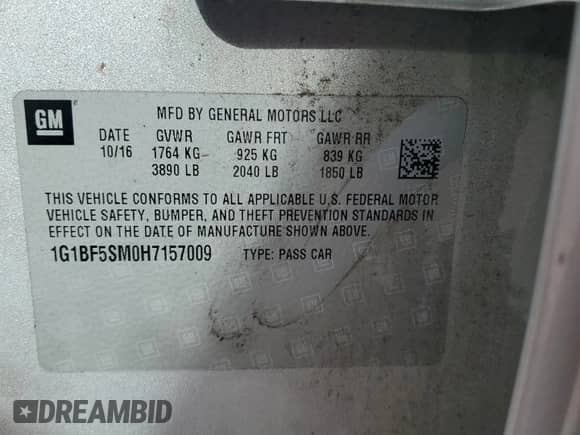 GM ®
MFD BY GENERAL MOTORS LLC
DATE GVWR GAWR FRT GAWR RR
10/16 1764 KG 925 KG 839 KG
3890 LB 2040 LB 1850 LB
THIS VEHICLE CONFORMS TO ALL APPLICABLE U.S. FEDERAL MOTOR
VEHICLE SAFETY, BUMPER, AND THEFT PREVENTION STANDARDS IN
EFFECT ON THE DATE OF MANUFACTURE SHOWN ABOVE.
1G1BF5SM0H7157009 TYPE: PASS CAR
DREAMBID